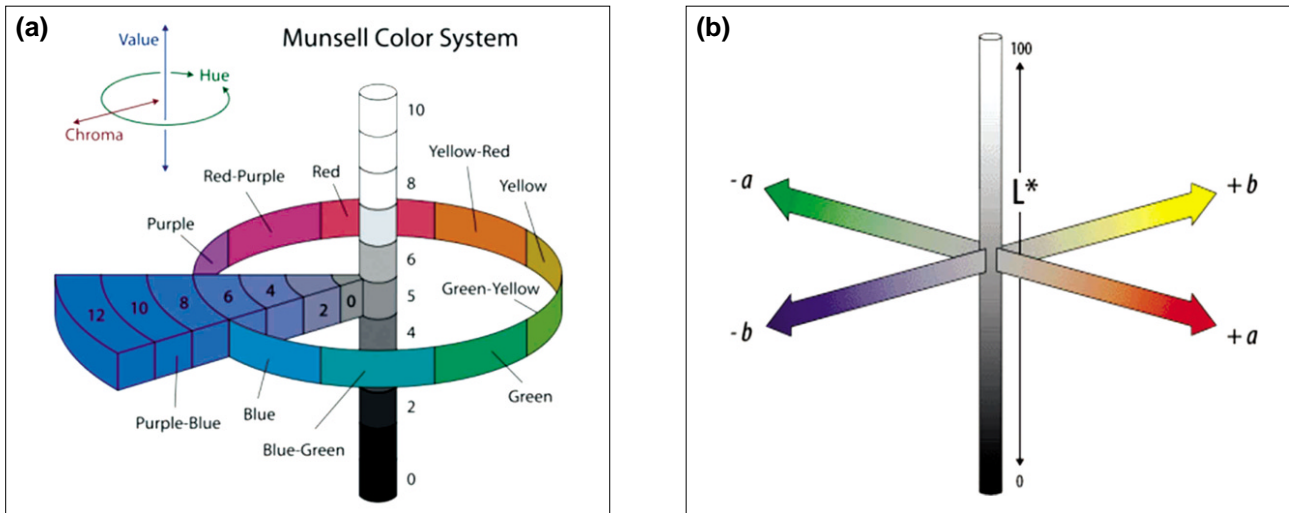 (a)
Munsell Color System
Value
Hue
Chroma
10
Yellow-Red
Red
Red-Purple
8
Yellow
Purple
6
Green-Yellow
12
10
8
6
4
2
0
5
4
Green
Blue
2
Purple-Blue
Blue-Green
0
(b)
100
- a
L*
+ b
- b
+ a
0